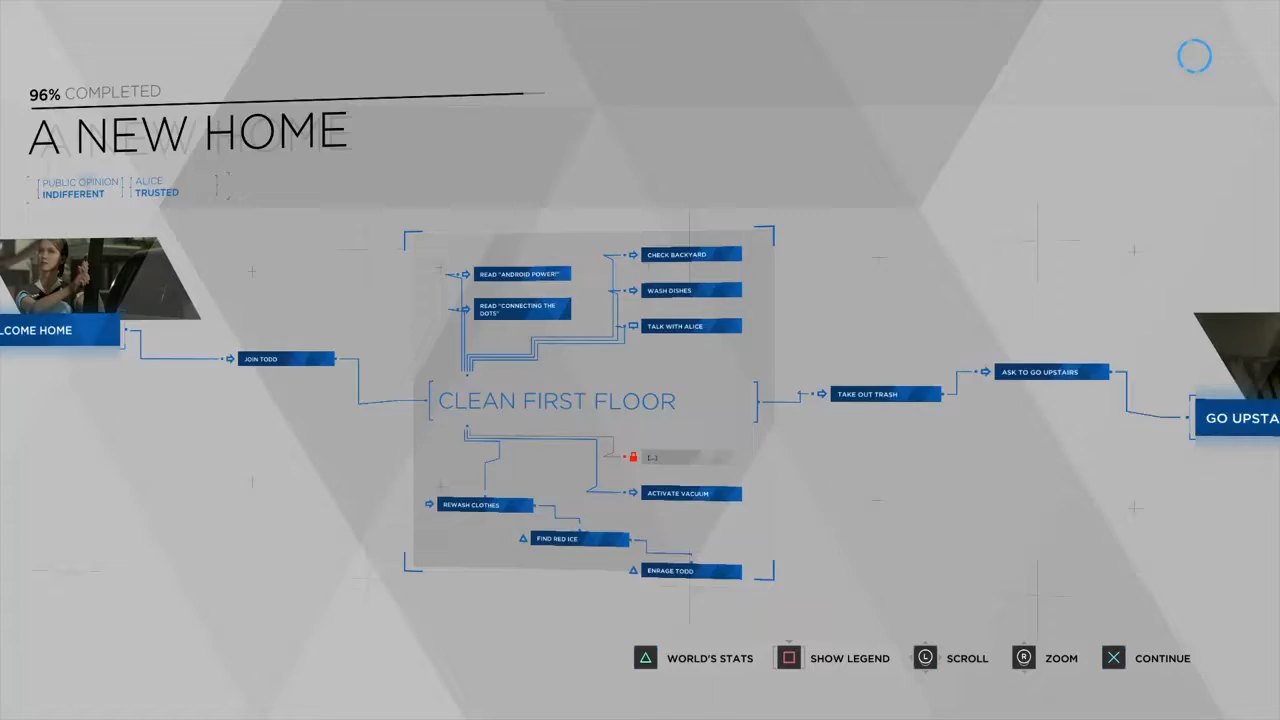 96% COMPLETED
A NEW HOME
PUBLIC OPINION
INDIFFERENT
ALICE
TRUSTED
LCOME HOME
JOIN TODD
READ "ANDROID POWER!"
READ "CONNECTING THE
DOTS"
CHECK BACKYARD
WASH DISHES
TALK WITH ALICE
CLEAN FIRST FLOOR
[...]
ACTIVATE VACUUM
REWASH CLOTHES
FIND RED ICE
ENRAGE TODD
TAKE OUT TRASH
ASK TO GO UPSTAIRS
GO UPSTA
WORLD'S STATS
SHOW LEGEND
L
SCROLL
R
ZOOM
CONTINUE